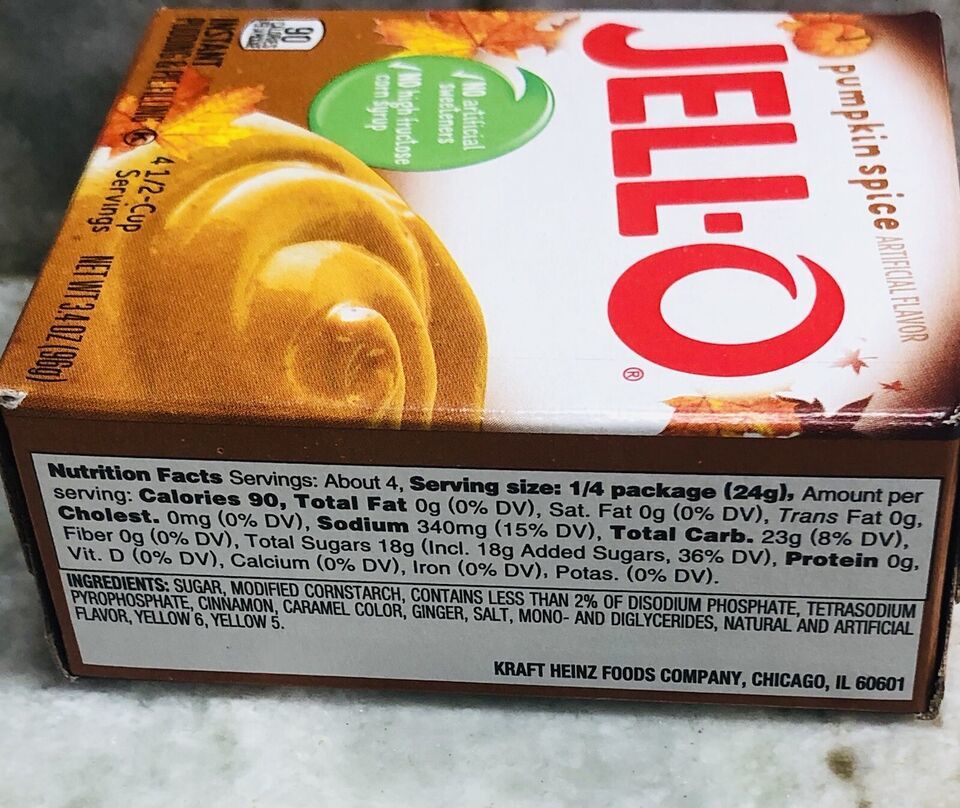 JELL-O®
pumpkin spice ARTIFICIAL FLAVOR
✓NO artificial
sweeteners
✓NO high fructose
corn syrup
90
INSTANT
PUDDING & PIE FILLING
4 1/2-Cup
Servings
NET WT 3.4 OZ (96g)
Nutrition Facts Servings: About 4, Serving size: 1/4 package (24g), Amount per
serving: Calories 90, Total Fat 0g (0% DV), Sat. Fat 0g (0% DV), Trans Fat 0g,
Cholest. 0mg (0% DV), Sodium 340mg (15% DV), Total Carb. 23g (8% DV),
Fiber 0g (0% DV), Total Sugars 18g (Incl. 18g Added Sugars, 36% DV), Protein 0g,
Vit. D (0% DV), Calcium (0% DV), Iron (0% DV), Potas. (0% DV).
INGREDIENTS: SUGAR, MODIFIED CORNSTARCH, CONTAINS LESS THAN 2% OF DISODIUM PHOSPHATE, TETRASODIUM
PYROPHOSPHATE, CINNAMON, CARAMEL COLOR, GINGER, SALT, MONO- AND DIGLYCERIDES, NATURAL AND ARTIFICIAL
FLAVOR, YELLOW 6, YELLOW 5.
KRAFT HEINZ FOODS COMPANY, CHICAGO, IL 60601